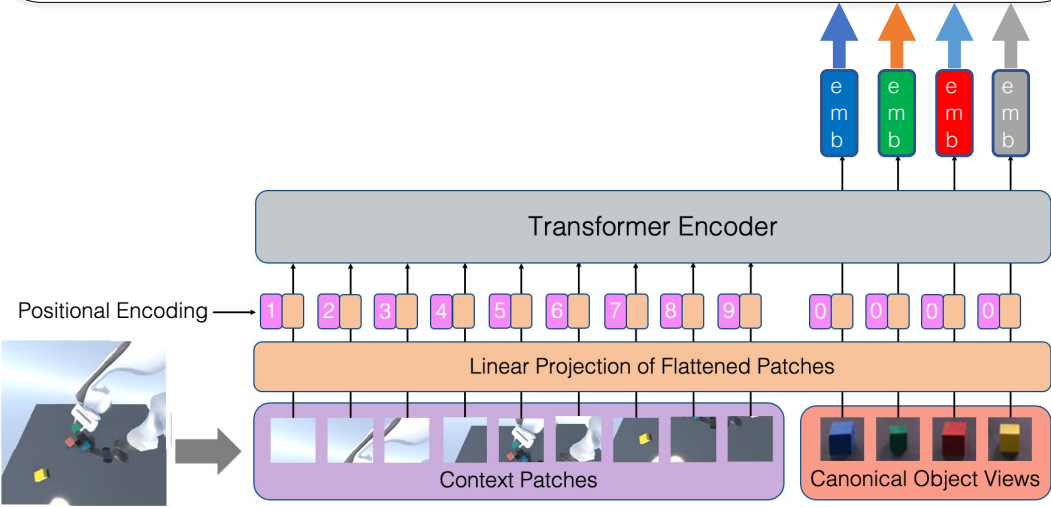 e e e e
m m m m
b b b b
Transformer Encoder
Positional Encoding 1 2 3 4 5 6 7 8 9 0 0 0 0
Linear Projection of Flattened Patches
Context Patches
Canonical Object Views